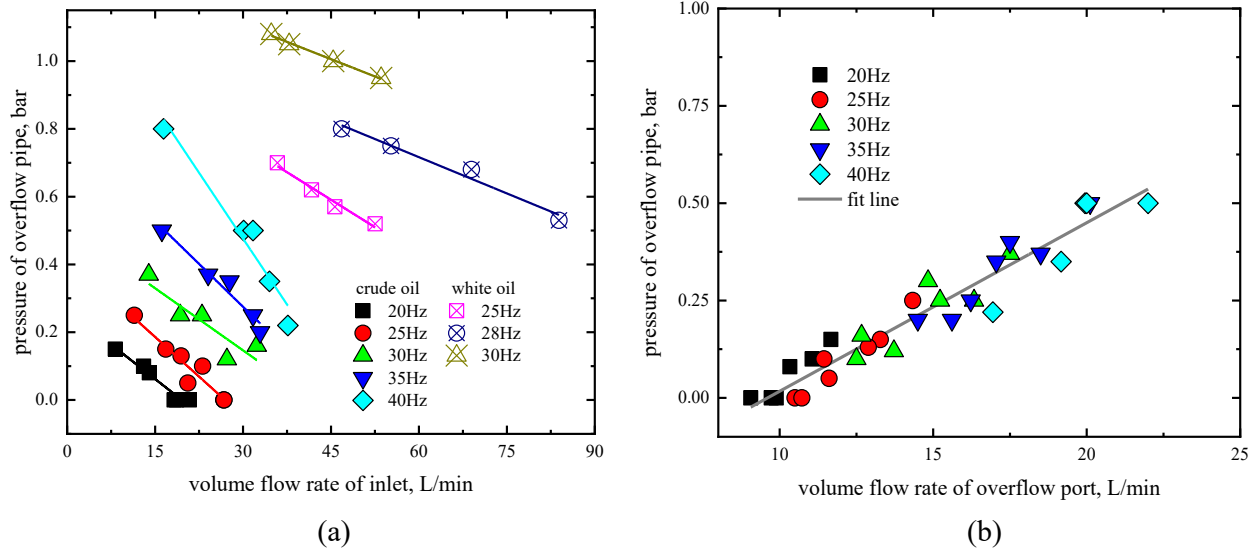 pressure of overflow pipe, bar
1.0
0.8
0.6
0.4
0.2
0.0
crude oil white oil
20Hz 25Hz
25Hz 28Hz
30Hz 30Hz
35Hz
40Hz
0 15 30 45 60 75 90
volume flow rate of inlet, L/min
(a)
pressure of overflow pipe, bar
1.00
0.75
0.50
0.25
0.00
20Hz
25Hz
30Hz
35Hz
40Hz
fit line
10 15 20 25
volume flow rate of overflow port, L/min
(b)